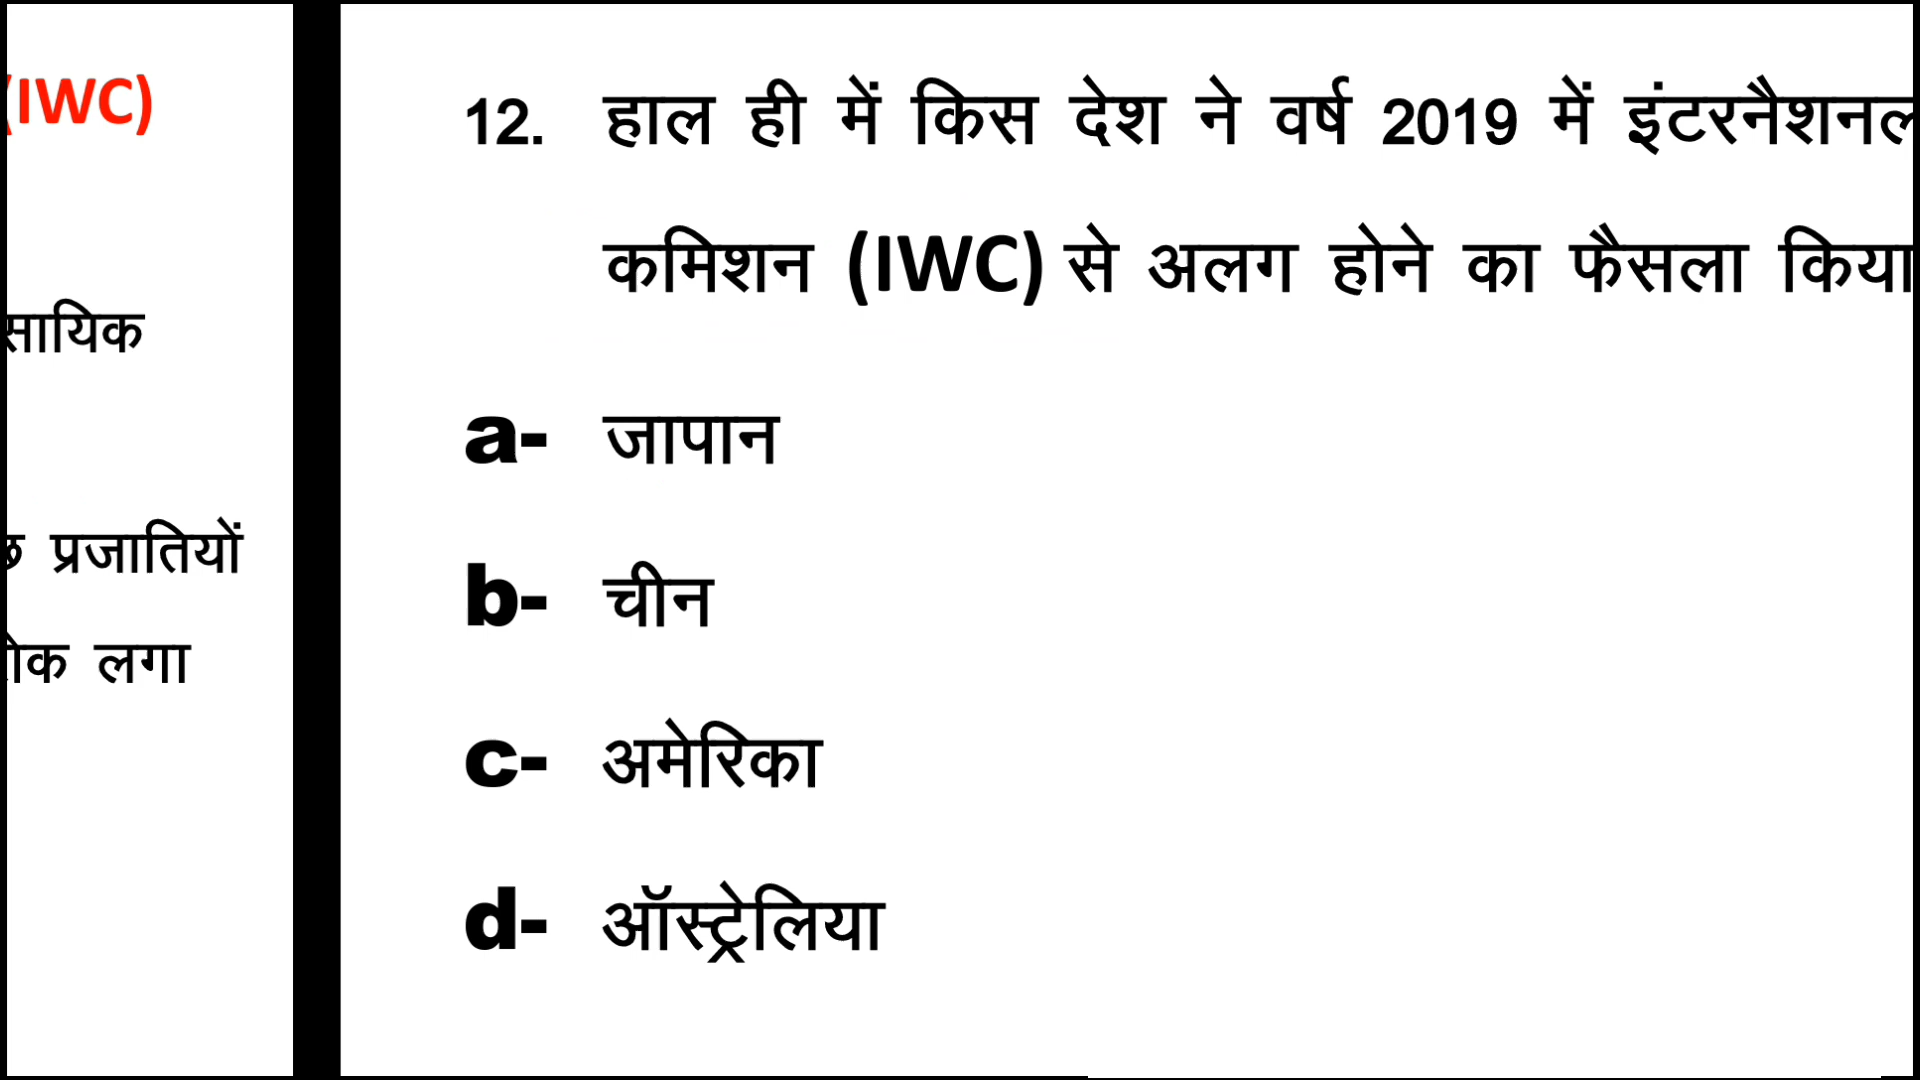 (IWC)
सायिक
प्रजातियों
लगा
12. हाल ही में किस देश ने वर्ष 2019 में इंटरनैशनल
कमिशन (IWC) से अलग होने का फैसला किया
a- जापान
b- चीन
c- अमेरिका
d- ऑस्ट्रेलिया